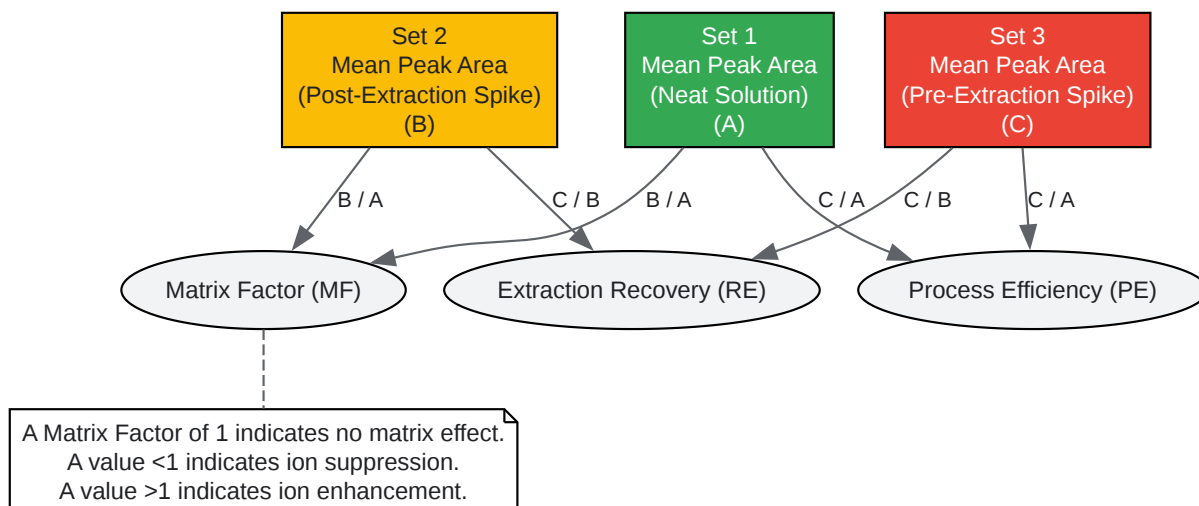 Set 2
Mean Peak Area
(Post-Extraction Spike)
(B)
Set 1
Mean Peak Area
(Neat Solution)
(A)
Set 3
Mean Peak Area
(Pre-Extraction Spike)
(C)
B / A
C / B
B / A
C / A
C / B
C / A
Matrix Factor (MF)
Extraction Recovery (RE)
Process Efficiency (PE)
A Matrix Factor of 1 indicates no matrix effect.
A value <1 indicates ion suppression.
A value >1 indicates ion enhancement.